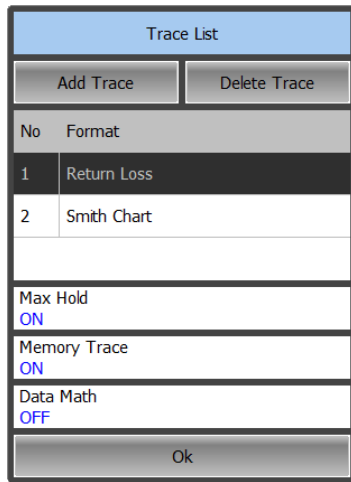 Trace List
Add Trace Delete Trace
No Format
1 Return Loss
2 Smith Chart
Max Hold
ON
Memory Trace
ON
Data Math
OFF
Ok